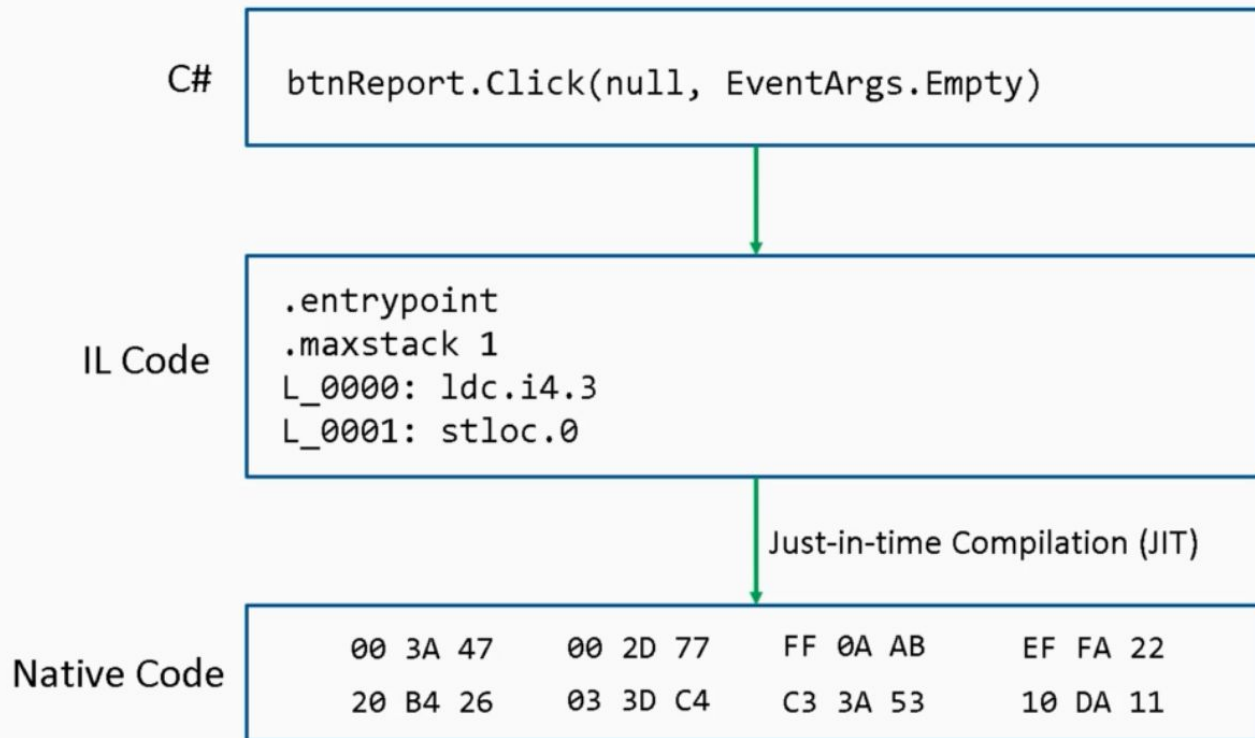 C#
btnReport.Click(null, EventArgs.Empty)
IL Code
.entrypoint
.maxstack 1
L_0000: ldc.i4.3
L_0001: stloc.0
Just-in-time Compilation (JIT)
Native Code
00 3A 47 00 2D 77 FF 0A AB EF FA 22
20 B4 26 03 3D C4 C3 3A 53 10 DA 11